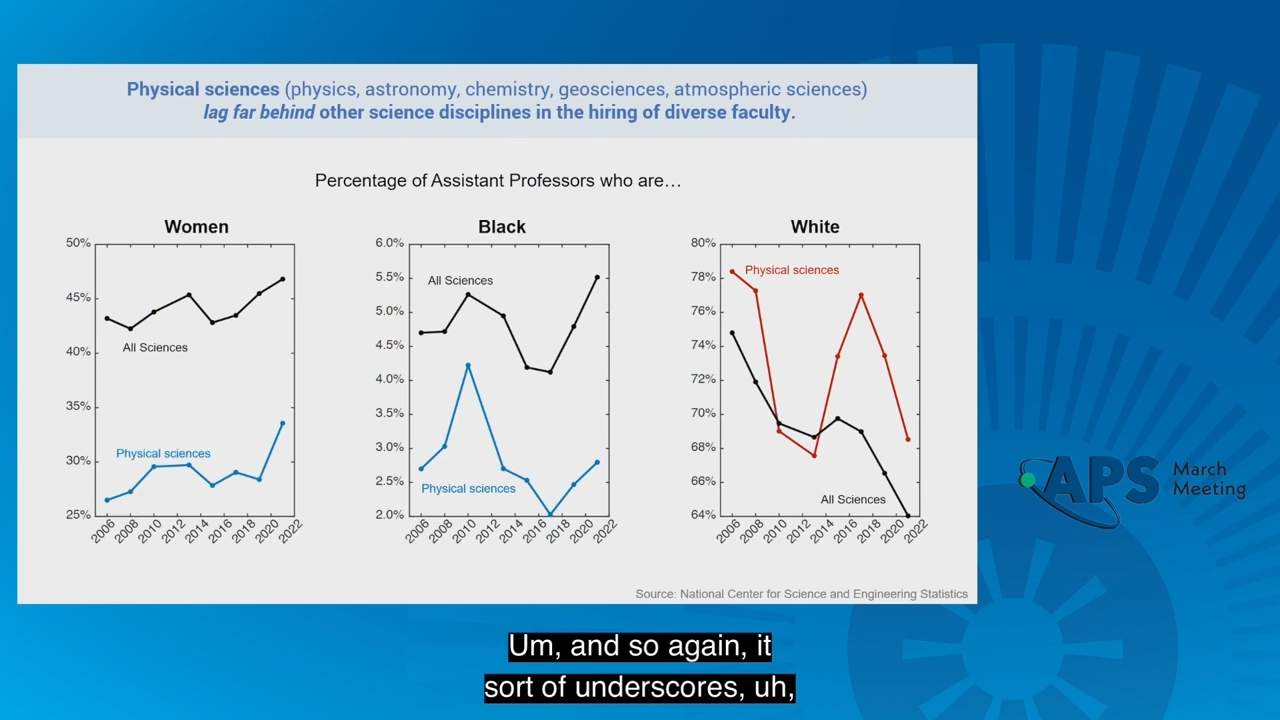 Physical sciences (physics, astronomy, chemistry, geosciences, atmospheric sciences)
lag far behind other science disciplines in the hiring of diverse faculty.
Percentage of Assistant Professors who are…
Women
50%
45%
40%
35%
30%
25%
All Sciences
Physical sciences
2006
2008
2010
2012
2014
2016
2018
2020
2022
Black
6.0%
5.5%
5.0%
4.5%
4.0%
3.5%
3.0%
2.5%
2.0%
All Sciences
Physical sciences
2006
2008
2010
2012
2014
2016
2018
2020
2022
White
80%
78%
76%
74%
72%
70%
68%
66%
64%
Physical sciences
All Sciences
2006
2008
2010
2012
2014
2016
2018
2020
2022
Source: National Center for Science and Engineering Statistics
APS
March
Meeting
Um, and so again, it
sort of underscores, uh,